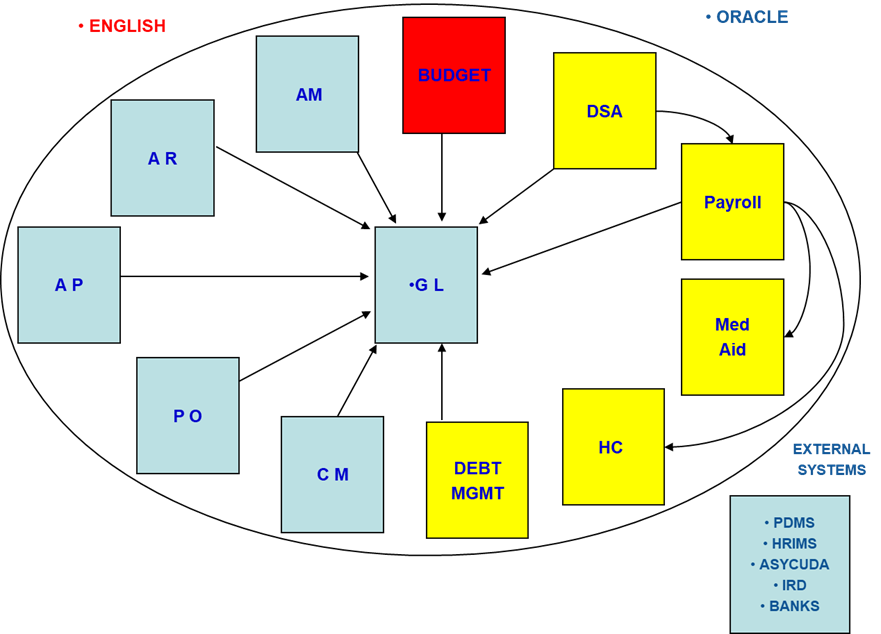 • ENGLISH
• ORACLE
BUDGET
AM
DSA
A R
Payroll
A P
•G L
Med
Aid
P O
C M
DEBT
MGMT
HC
EXTERNAL
SYSTEMS
• PDMS
• HRIMS
• ASYCUDA
• IRD
• BANKS